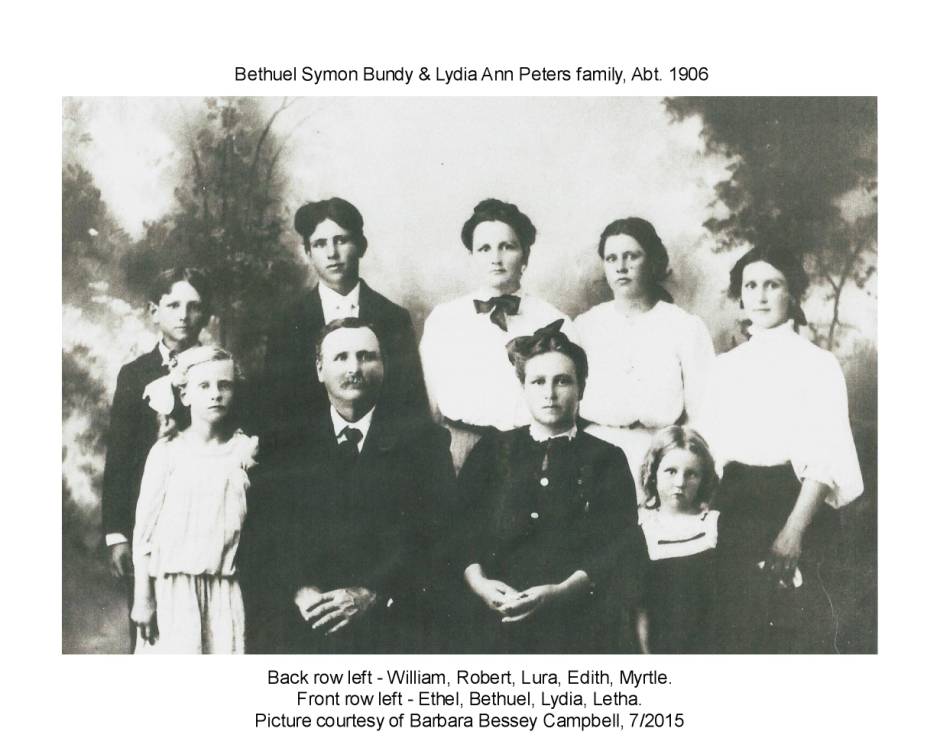 Bethuel Symon Bundy & Lydia Ann Peters family, Abt. 1906
Back row left - William, Robert, Lura, Edith, Myrtle.
Front row left - Ethel, Bethuel, Lydia, Letha.
Picture courtesy of Barbara Bessey Campbell, 7/2015